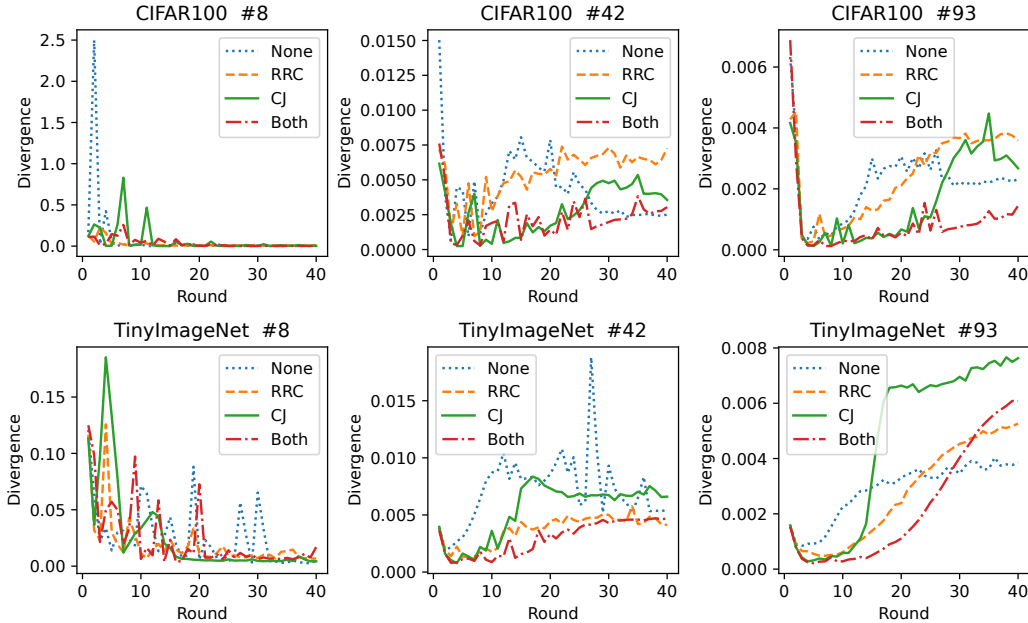 CIFAR100 #8
2.5
2.0
1.5
1.0
0.5
0.0
Divergence
None
RRC
CJ
Both
0 10 20 30 40
Round
CIFAR100 #42
0.0150
0.0125
0.0100
0.0075
0.0050
0.0025
0.0000
Divergence
None
RRC
CJ
Both
0 10 20 30 40
Round
CIFAR100 #93
0.006
0.004
0.002
0.000
Divergence
None
RRC
CJ
Both
0 10 20 30 40
Round
TinyImageNet #8
0.15
0.10
0.05
0.00
Divergence
None
RRC
CJ
Both
0 10 20 30 40
Round
TinyImageNet #42
0.015
0.010
0.005
0.000
Divergence
None
RRC
CJ
Both
0 10 20 30 40
Round
TinyImageNet #93
0.008
0.006
0.004
0.002
0.000
Divergence
None
RRC
CJ
Both
0 10 20 30 40
Round